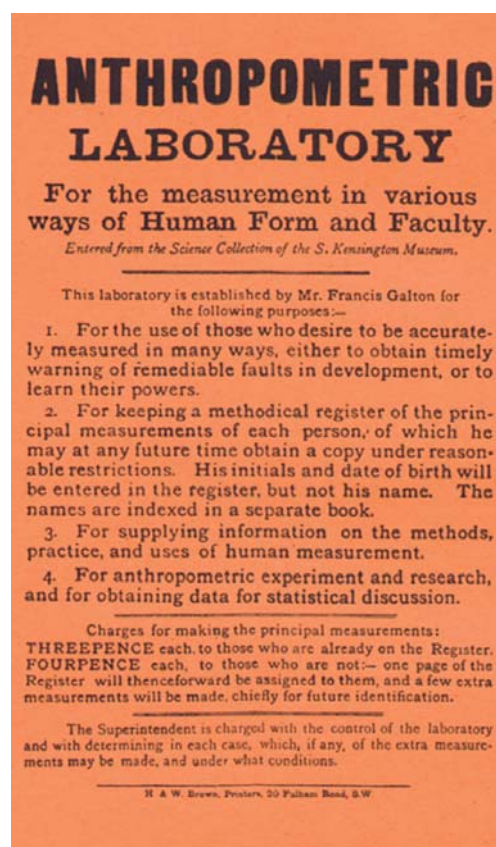 ANTHROPOMETRIC
LABORATORY
For the measurement in various
ways of Human Form and Faculty.
Entered from the Science Collection of the S. Kensington Museum.
This laboratory is established by Mr. Francis Galton for
the following purposes:—
1. For the use of those who desire to be accurate-
ly measured in many ways, either to obtain timely
warning of remediable faults in development, or to
learn their powers.
2. For keeping a methodical register of the prin-
cipal measurements of each person, of which he
may at any future time obtain a copy under reason-
able restrictions. His initials and date of birth will
be entered in the register, but not his name. The
names are indexed in a separate book.
3. For supplying information on the methods,
practice, and uses of human measurement.
4. For anthropometric experiment and research,
and for obtaining data for statistical discussion.
Charges for making the principal measurements:
THREEPENCE each, to those who are already on the Register.
FOURPENCE each, to those who are not:— one page of the
Register will thenceforward be assigned to them, and a few extra
measurements will be made, chiefly for future identification.
The Superintendent is charged with the control of the laboratory
and with determining in each case, which, if any, of the extra measure-
ments may be made, and under what conditions.
H & W. Brown, Printers, 20 Fulham Road, S.W.